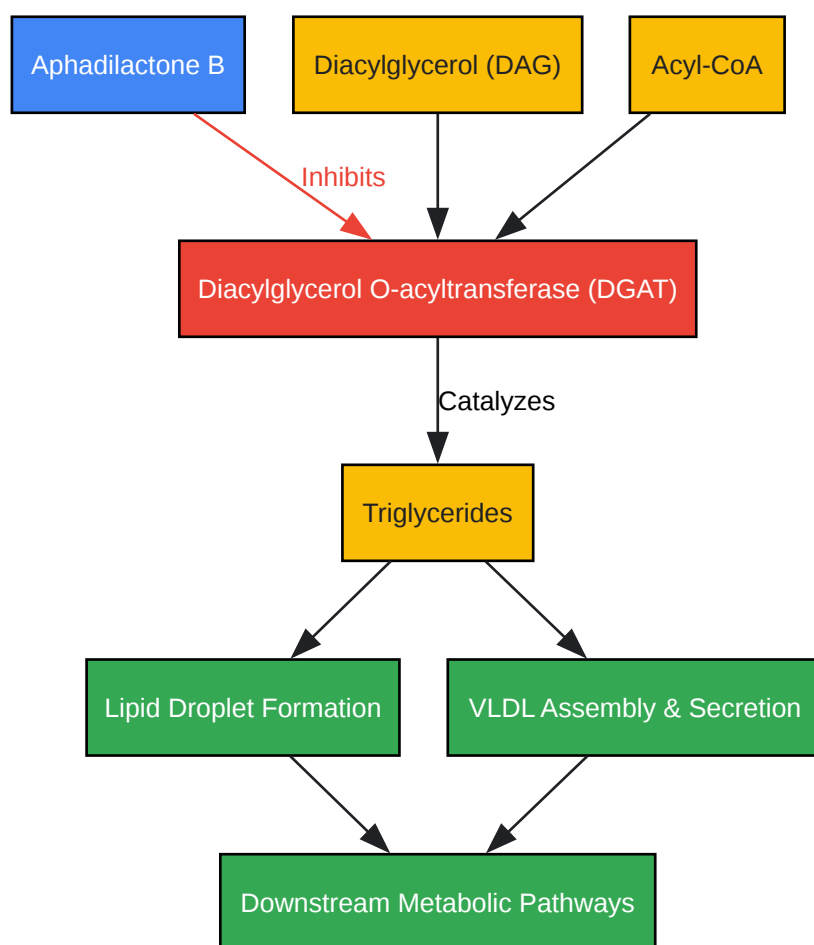 Aphadilactone B
Diacylglycerol (DAG)
Acyl-CoA
Inhibits
Diacylglycerol O-acyltransferase (DGAT)
Catalyzes
Triglycerides
Lipid Droplet Formation
VLDL Assembly & Secretion
Downstream Metabolic Pathways